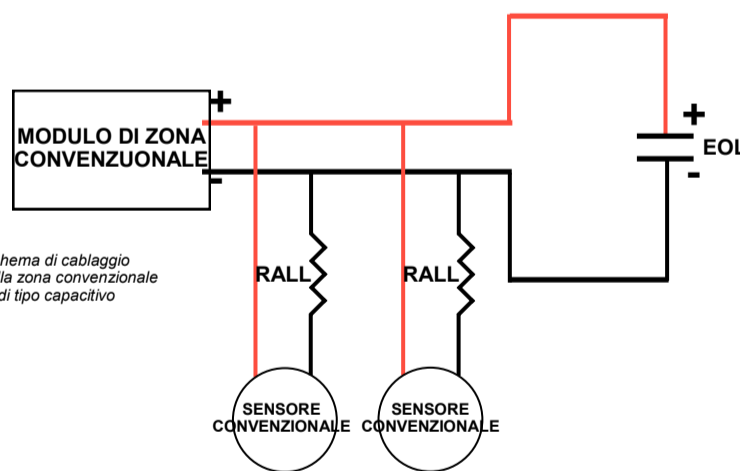 +
MODULO DI ZONA
CONVENZUONALE
-
+
EOL
-
hema di cablaggio
la zona convenzionale
di tipo capacitivo
RALL
RALL
SENSORE
CONVENZIONALE
SENSORE
CONVENZIONALE